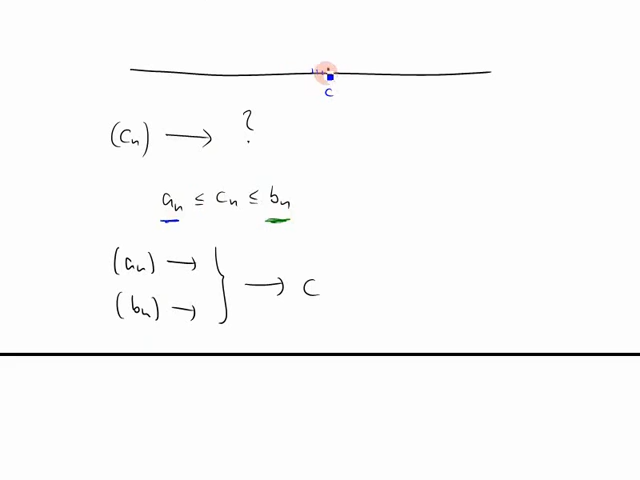 c
(cₙ) ⟶ ?
aₙ ≤ cₙ ≤ bₙ
(aₙ) ⟶
(bₙ) ⟶ } ⟶ c